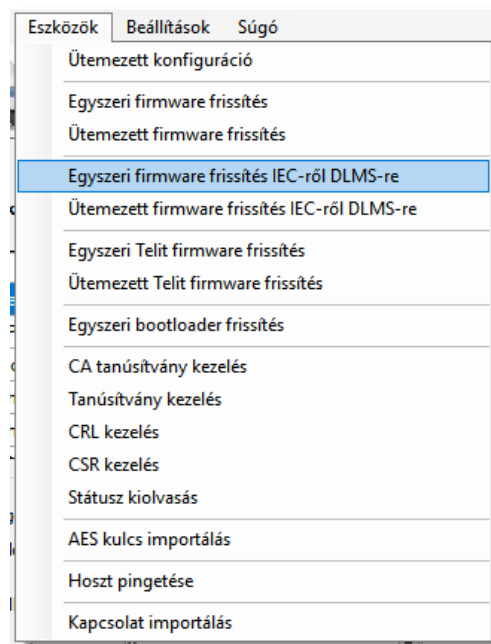 Eszközök Beállítások Súgó
Ütemezett konfiguráció
Egyszeri firmware frissítés
Ütemezett firmware frissítés
Egyszeri firmware frissítés IEC-ről DLMS-re
Ütemezett firmware frissítés IEC-ről DLMS-re
Egyszeri Telit firmware frissítés
Ütemezett Telit firmware frissítés
Egyszeri bootloader frissítés
CA tanúsítvány kezelés
Tanúsítvány kezelés
CRL kezelés
CSR kezelés
Státusz kiolvasás
AES kulcs importálás
Hoszt pingetése
Kapcsolat importálás